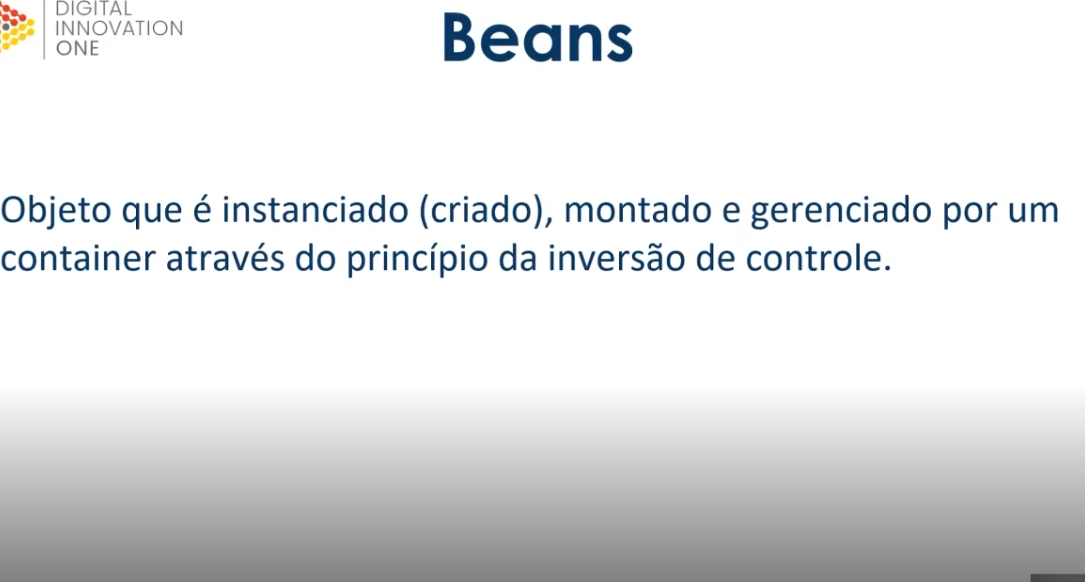 DIGITAL
INNOVATION
ONE
Beans
Objeto que é instanciado (criado), montado e gerenciado por um
container através do princípio da inversão de controle.